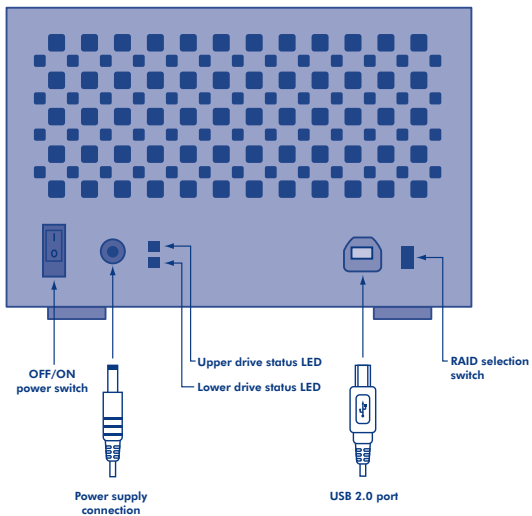 I
O
Upper drive status LED
Lower drive status LED
OFF/ON
power switch
RAID selection
switch
Power supply
connection
USB 2.0 port